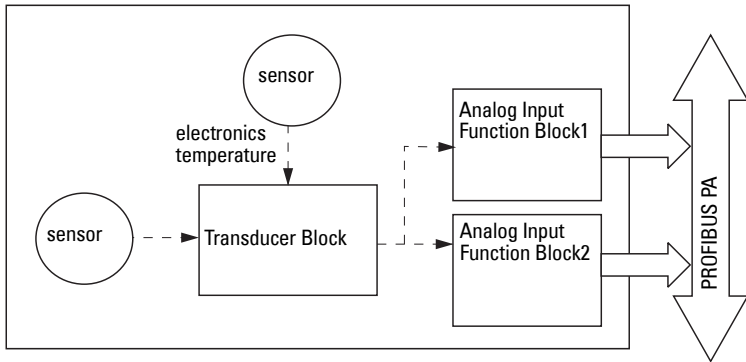 sensor
electronics
temperature
sensor
Transducer Block
Analog Input
Function Block1
Analog Input
Function Block2
PROFIBUS PA